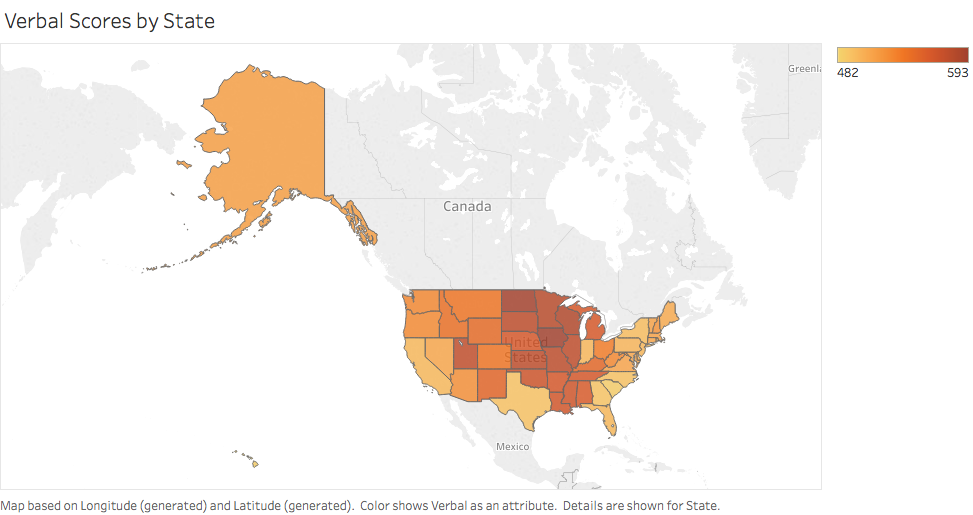 Verbal Scores by State
Greenla
482
593
Canada
United
States
Mexico
Map based on Longitude (generated) and Latitude (generated). Color shows Verbal as an attribute. Details are shown for State.